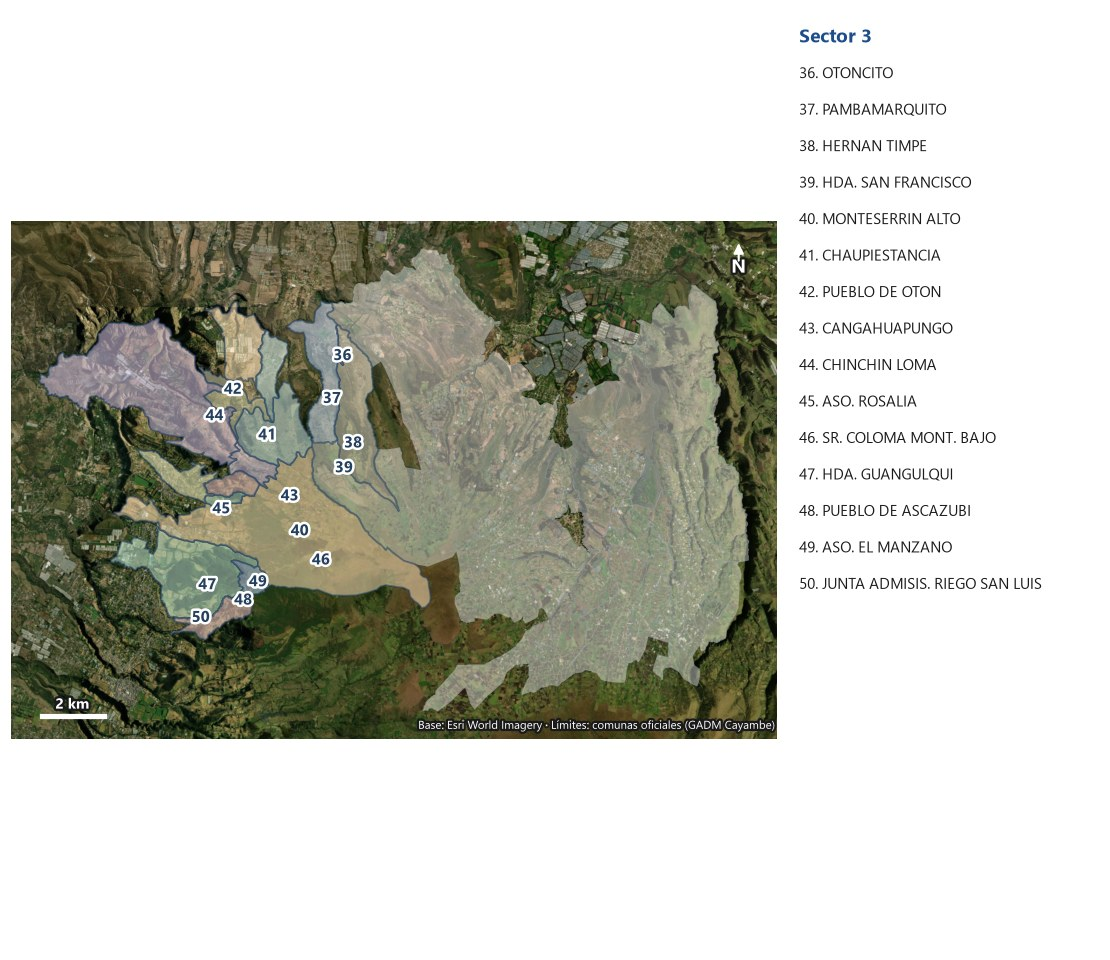 Sector 3
36. OTONCITO
37. PAMBAMARQUITO
38. HERNAN TIMPE
39. HDA. SAN FRANCISCO
40. MONTESERRIN ALTO
41. CHAUPIESTANCIA
42. PUEBLO DE OTON
43. CANGAHUAPUNGO
44. CHINCHIN LOMA
45. ASO. ROSALIA
46. SR. COLOMA MONT. BAJO
47. HDA. GUANGULQUI
48. PUEBLO DE ASCAZUBI
49. ASO. EL MANZANO
50. JUNTA ADMISIS. RIEGO SAN LUIS
N
36
42
37
44
41
38
39
43
45
40
46
49
47
48
50
2 km
Base: Esri World Imagery · Límites: comunas oficiales (GADM Cayambe)